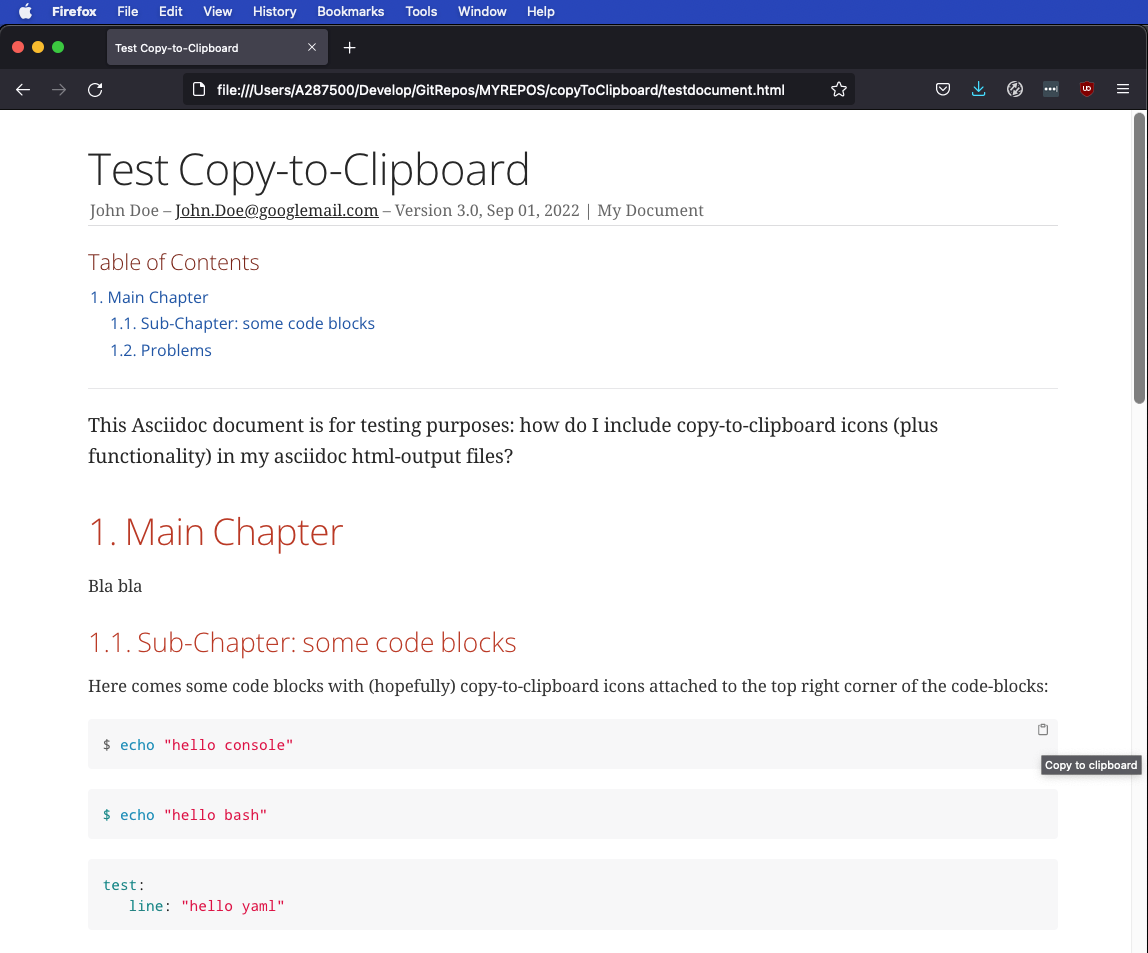 Firefox File Edit View History Bookmarks Tools Window Help
Test Copy-to-Clipboard
file:///Users/A287500/Develop/GitRepos/MYREPOS/copyToClipboard/testdocument.html
Test Copy-to-Clipboard
John Doe – John.Doe@googlemail.com – Version 3.0, Sep 01, 2022 | My Document
Table of Contents
1. Main Chapter
1.1. Sub-Chapter: some code blocks
1.2. Problems
This Asciidoc document is for testing purposes: how do I include copy-to-clipboard icons (plus
functionality) in my asciidoc html-output files?
1. Main Chapter
Bla bla
1.1. Sub-Chapter: some code blocks
Here comes some code blocks with (hopefully) copy-to-clipboard icons attached to the top right corner of the code-blocks:
$ echo "hello console"
Copy to clipboard
$ echo "hello bash"
test:
   line: "hello yaml"